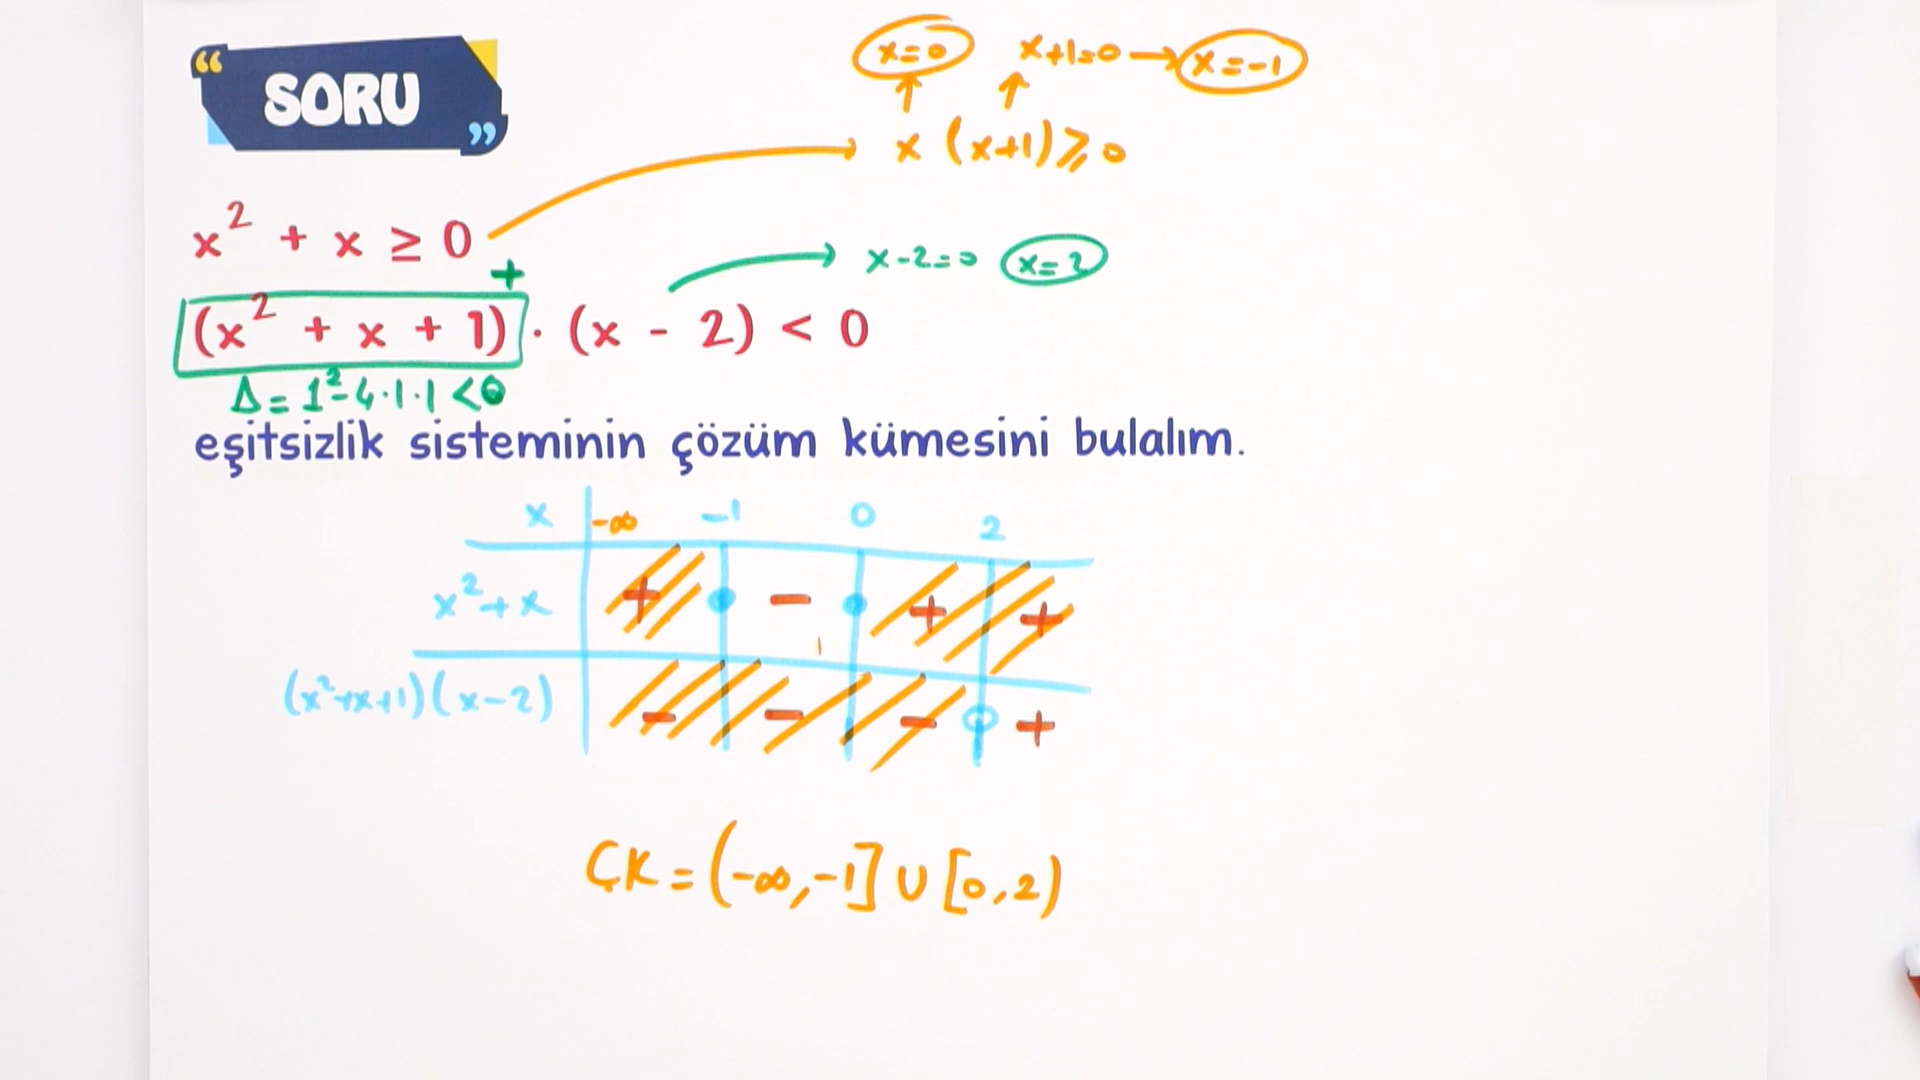 “ SORU ”
x=0 x+1=0 → x=-1
x (x+1) ≥ 0
x² + x ≥ 0
x-2=0 x=2
+
(x² + x + 1) · (x - 2) < 0
Δ = 1²-4·1·1 < 0
eşitsizlik sisteminin çözüm kümesini bulalım.
x -∞ -1 0 2
x²+x + - + +
(x²+x+1)(x-2) - - - +
ÇK = (-∞,-1] ∪ [0,2)